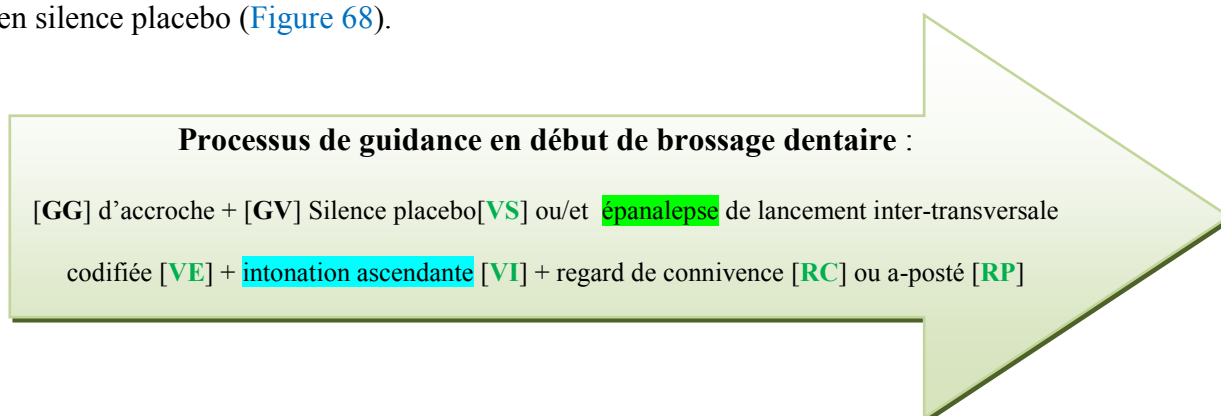 en silence placebo (Figure 68).
Processus de guidance en début de brossage dentaire :
[GG] d'accroche + [GV] Silence placebo[VS] ou/et épanalepse de lancement inter-transversale
codifiée [VE] + intonation ascendante [VI] + regard de connivence [RC] ou a-posté [RP]